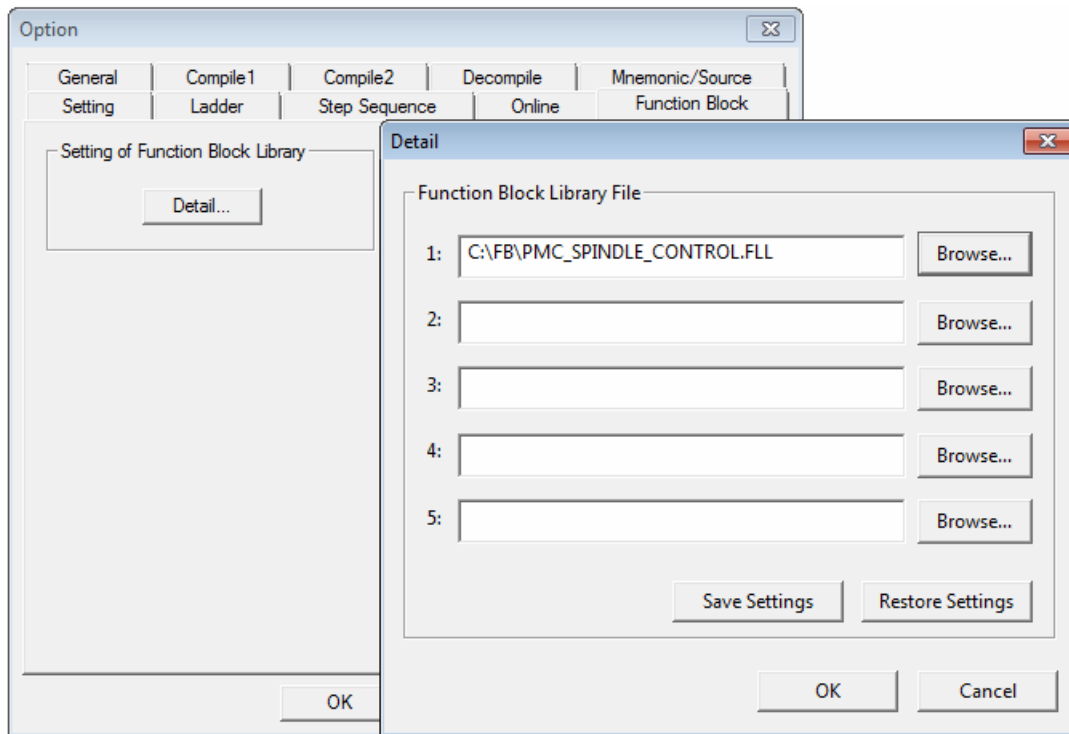 Option
General Compile1 Compile2 Decompile Mnemonic/Source
Setting Ladder Step Sequence Online Function Block
Setting of Function Block Library
Detail...
OK
Detail
Function Block Library File
1: C:\FB\PMC_SPINDLE_CONTROL.FLL Browse...
2: Browse...
3: Browse...
4: Browse...
5: Browse...
Save Settings Restore Settings
OK Cancel